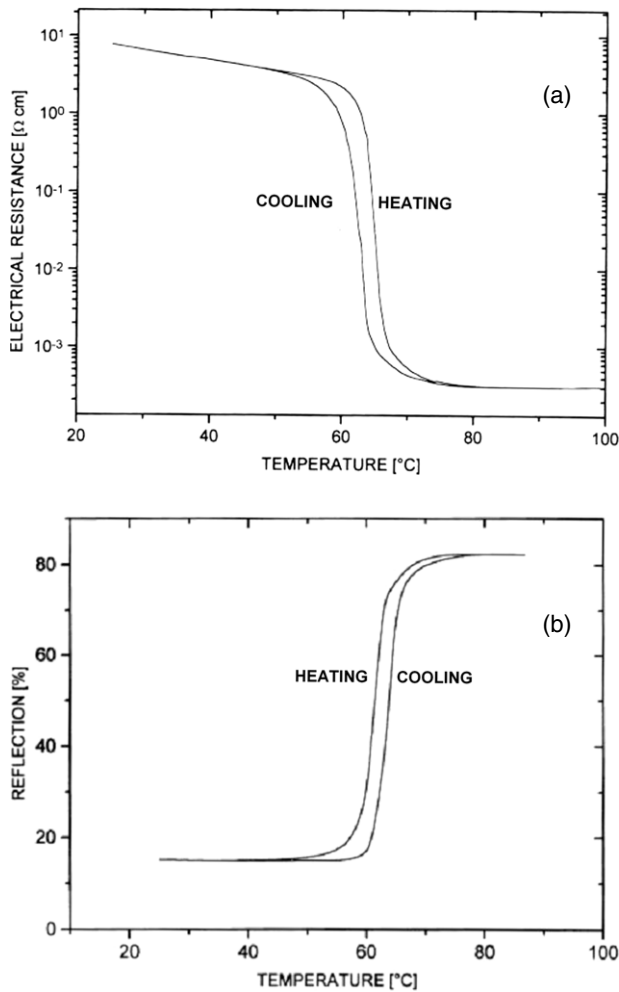 (a)
ELECTRICAL RESISTANCE [Ω cm]
10¹
10⁰
10⁻¹
10⁻²
10⁻³
COOLING HEATING
20 40 60 80 100
TEMPERATURE [°C]
(b)
REFLECTION [%]
80
60
40
20
0
HEATING COOLING
20 40 60 80 100
TEMPERATURE [°C]